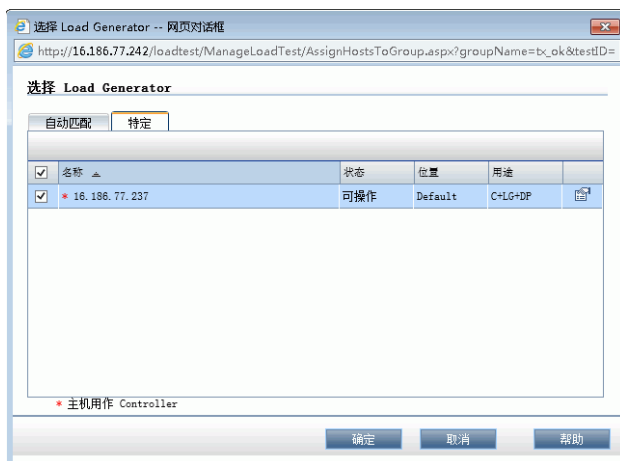 选择 Load Generator -- 网页对话框
http://16.186.77.242/loadtest/ManageLoadTest/AssignHostsToGroup.aspx?groupName=tx_ok&testID=
选择 Load Generator
自动匹配 特定
名称 状态 位置 用途
* 16.186.77.237 可操作 Default C+LG+DP
* 主机用作 Controller
确定 取消 帮助